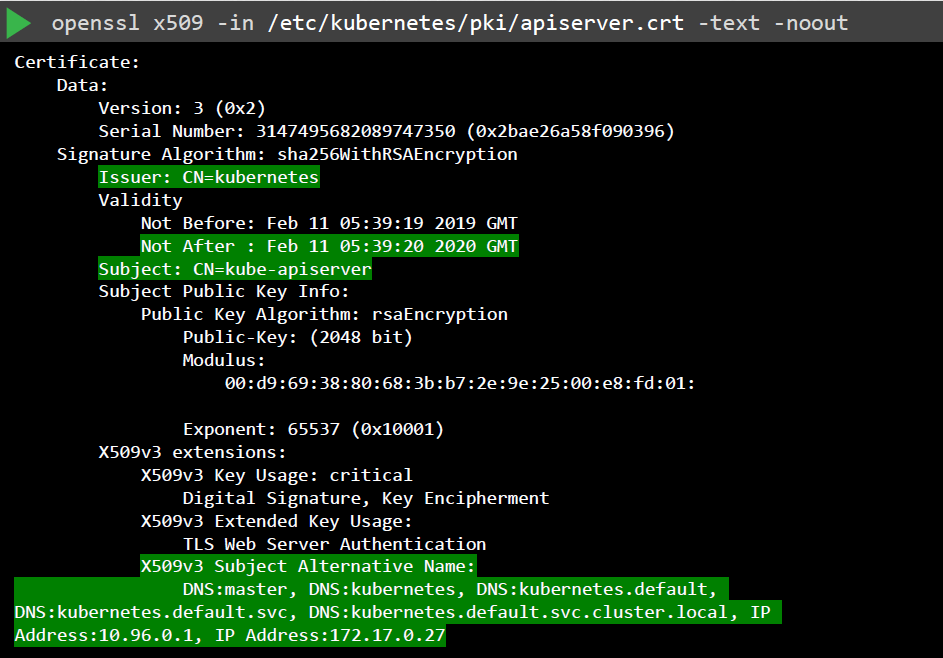 openssl x509 -in /etc/kubernetes/pki/apiserver.crt -text -noout
Certificate:
Data:
Version: 3 (0x2)
Serial Number: 3147495682089747350 (0x2bae26a58f090396)
Signature Algorithm: sha256WithRSAEncryption
Issuer: CN=kubernetes
Validity
Not Before: Feb 11 05:39:19 2019 GMT
Not After : Feb 11 05:39:20 2020 GMT
Subject: CN=kube-apiserver
Subject Public Key Info:
Public Key Algorithm: rsaEncryption
Public-Key: (2048 bit)
Modulus:
00:d9:69:38:80:68:3b:b7:2e:9e:25:00:e8:fd:01:
Exponent: 65537 (0x10001)
X509v3 extensions:
X509v3 Key Usage: critical
Digital Signature, Key Encipherment
X509v3 Extended Key Usage:
TLS Web Server Authentication
X509v3 Subject Alternative Name:
DNS:master, DNS:kubernetes, DNS:kubernetes.default,
DNS:kubernetes.default.svc, DNS:kubernetes.default.svc.cluster.local, IP
Address:10.96.0.1, IP Address:172.17.0.27